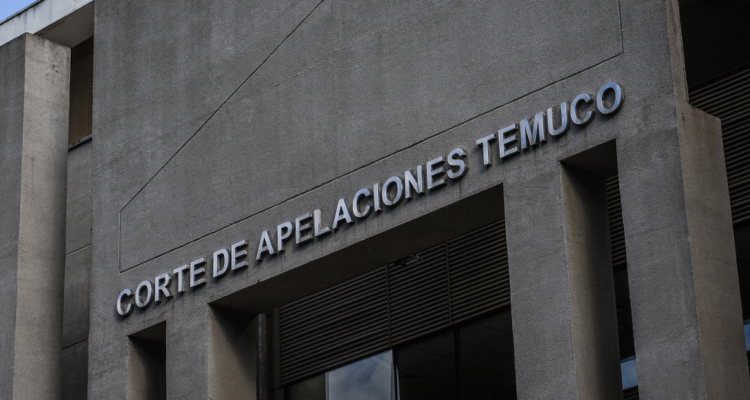 CORTE DE APELACIONES TEMUCO